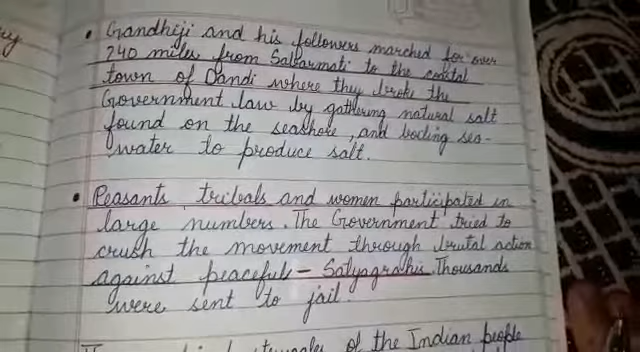 • Gandhiji and his followers marched for over
240 miles from Sabarmati to the coastal
town of Dandi where they broke the
Government law by gathering natural salt
found on the seashore, and boiling sea-
water to produce salt.
• Peasants, tribals and women participated in
large numbers. The Government tried to
crush the movement through brutal action
against peaceful - Satyagrahis. Thousands
were sent to jail.
of the Indian people